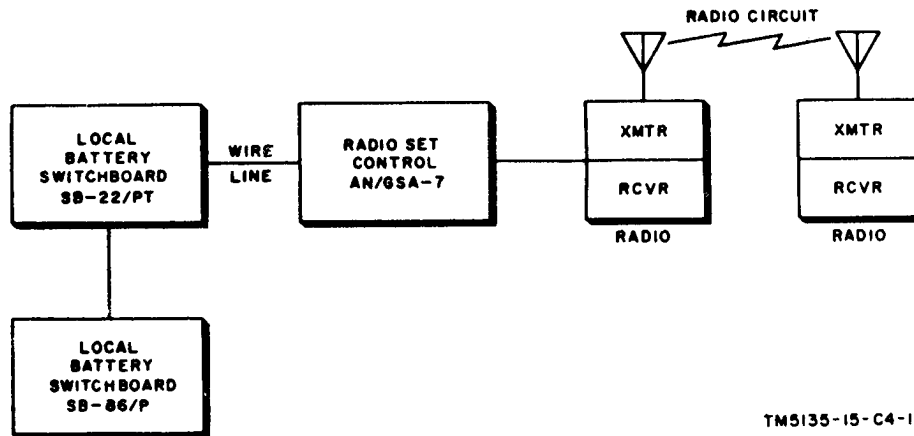 RADIO CIRCUIT
LOCAL
BATTERY
SWITCHBOARD
SB-22/PT
WIRE
LINE
RADIO SET
CONTROL
AN/GSA-7
XMTR
RCVR
RADIO
XMTR
RCVR
RADIO
LOCAL
BATTERY
SWITCHBOARD
SB-86/P
TM5135-15-C4-1